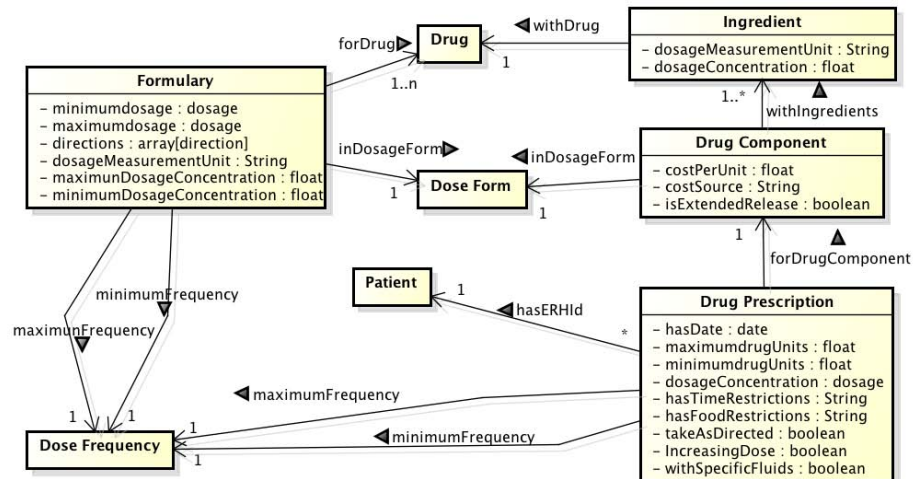 Ingredient
- dosageMeasurementUnit : String
- dosageConcentration : float
withDrug
1
Drug
forDrug
1..n
Formulary
- minimumdosage : dosage
- maximumdosage : dosage
- directions : array[direction]
- dosageMeasurementUnit : String
- maximunDosageConcentration : float
- minimumDosageConcentration : float
1..*
withIngredients
Drug Component
- costPerUnit : float
- costSource : String
- isExtendedRelease : boolean
inDosageForm
1
inDosageForm
1
Dose Form
1
forDrugComponent
Patient
1
hasERHId
*
Drug Prescription
- hasDate : date
- maximumdrugUnits : float
- minimumdrugUnits : float
- dosageConcentration : dosage
- hasTimeRestrictions : String
- hasFoodRestrictions : String
- takeAsDirected : boolean
- IncreasingDose : boolean
- withSpecificFluids : boolean
minimumFrequency
maximunFrequency
1
1
maximumFrequency
1
minimumFrequency
1
Dose Frequency